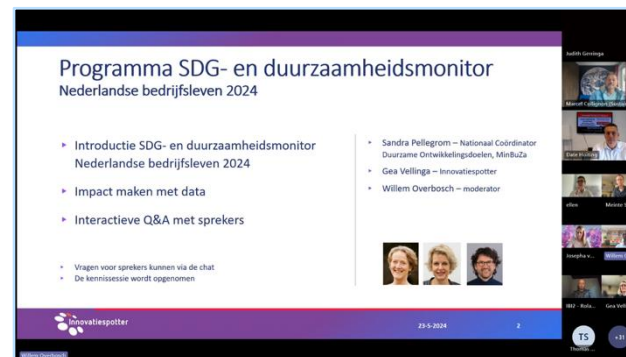 Programma SDG- en duurzaamheidsmonitor
Nederlandse bedrijfsleven 2024
Introductie SDG- en duurzaamheidsmonitor
Nederlandse bedrijfsleven 2024
Impact maken met data
Interactieve Q&A met sprekers
Vragen voor sprekers kunnen via de chat
De kennissessie wordt opgenomen
Sandra Pellegrom – Nationaal Coördinator
Duurzame Ontwikkelingsdoelen, MinBuZa
Gea Vellinga – Innovatiespotter
Willem Overbosch – moderator
Innovatiespotter
23-5-2024
2
Willem Overbosch
Judith
Marcel
ellen
Josepha v...
Willem
Gea Vell
TS
+31